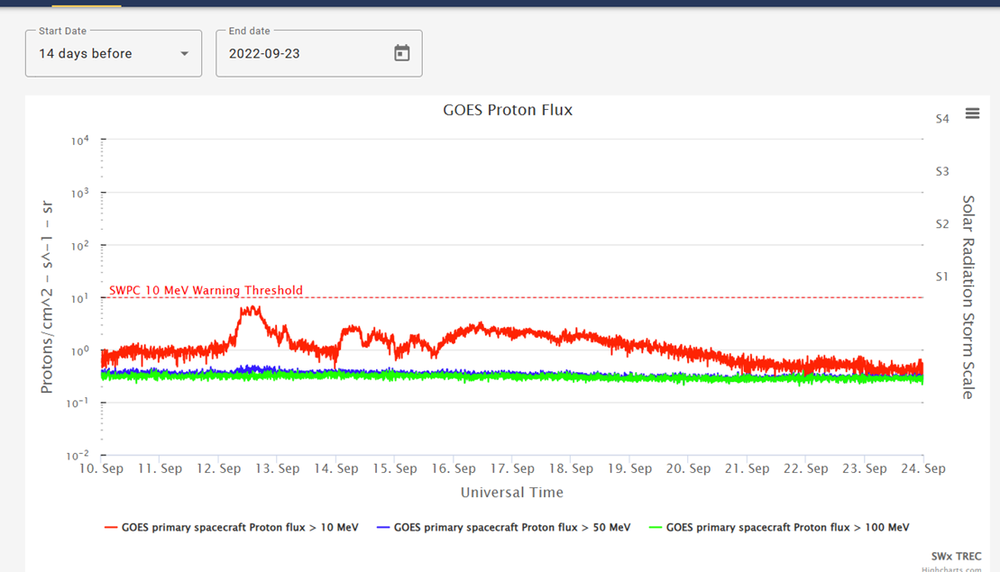 Start Date
14 days before
End date
2022-09-23
GOES Proton Flux
S4
10^4
S3
10^3
S2
10^2
S1
SWPC 10 MeV Warning Threshold
10^1
10^0
10^-1
10^-2
Protons/cm^2 - s^-1 - sr
Solar Radiation Storm Scale
10. Sep 11. Sep 12. Sep 13. Sep 14. Sep 15. Sep 16. Sep 17. Sep 18. Sep 19. Sep 20. Sep 21. Sep 22. Sep 23. Sep 24. Sep
Universal Time
GOES primary spacecraft Proton flux > 10 MeV GOES primary spacecraft Proton flux > 50 MeV GOES primary spacecraft Proton flux > 100 MeV
SWx TREC
Highcharts.com